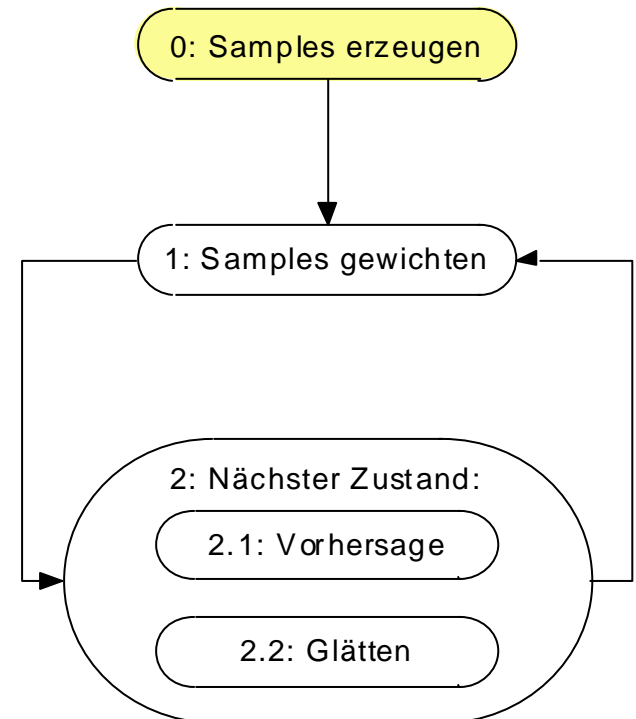 0: Samples erzeugen
1: Samples gewichten
2: Nächster Zustand:
2.1: Vorhersage
2.2: Glätten